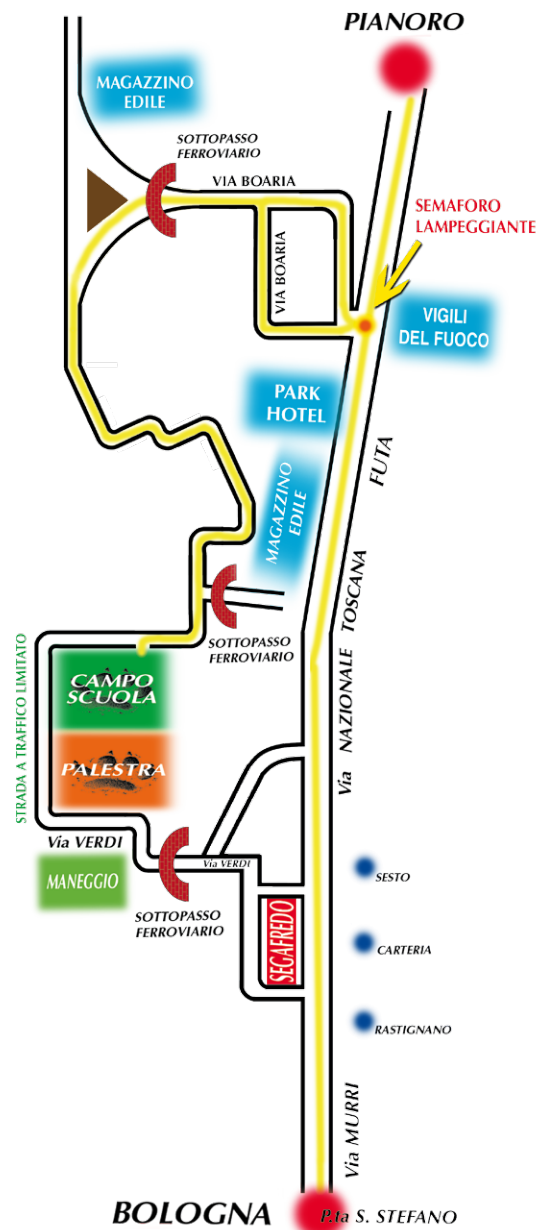 PIANORO
MAGAZZINO
EDILE
SOTTOPASSO
FERROVIARIO
VIA BOARIA
SEMAFORO
LAMPEGGIANTE
VIA BOARIA
VIGILI
DEL FUOCO
PARK
HOTEL
FUTA
MAGAZZINO
EDILE
TOSCANA
SOTTOPASSO
FERROVIARIO
NAZIONALE
Via
STRADA A TRAFFICO LIMITATO
CAMPO
SCUOLA
PALESTRA
Via VERDI
Via VERDI
MANEGGIO
SOTTOPASSO
FERROVIARIO
SEGAFREDO
SESTO
CARTERIA
RASTIGNANO
Via MURRI
BOLOGNA
P.ta S. STEFANO